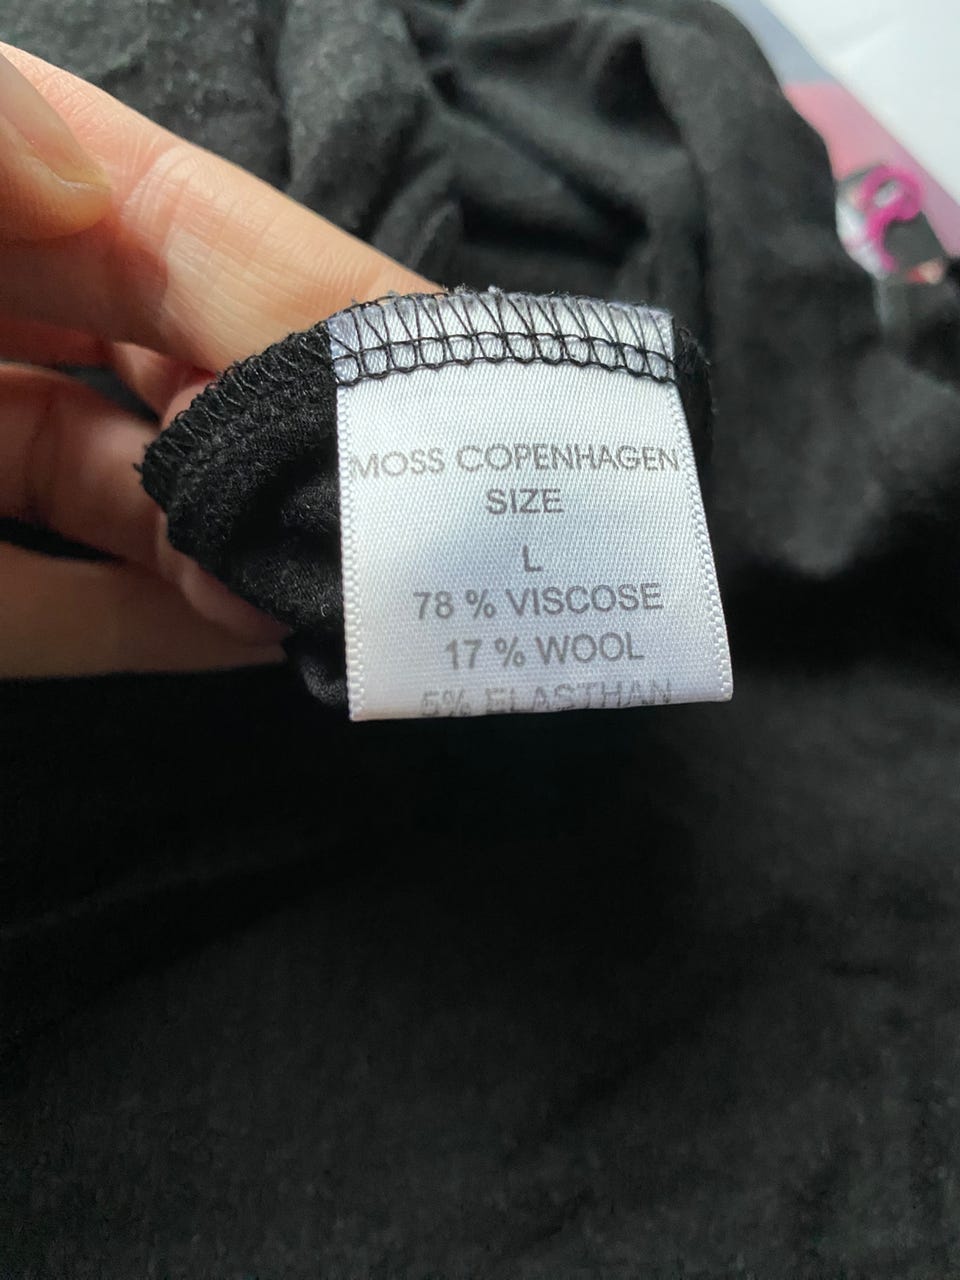 MOSS COPENHAGEN
SIZE
L
78 % VISCOSE
17 % WOOL
5% ELASTHAN